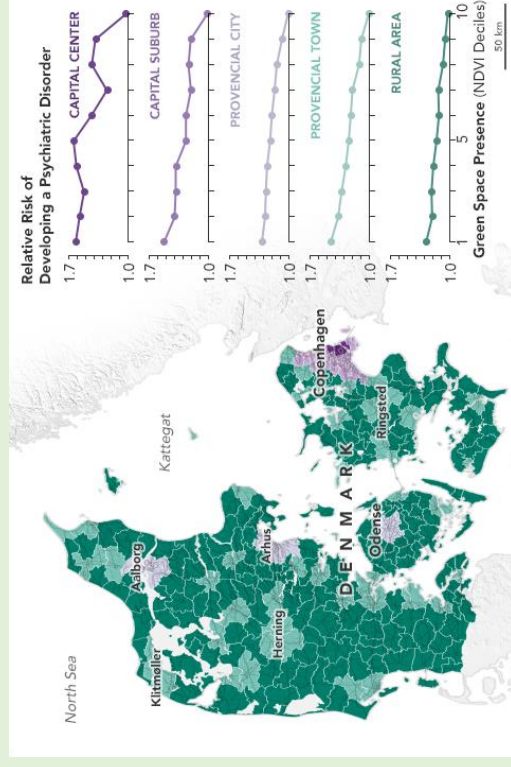 North Sea
Kattegat
Klitmøller
Aalborg
Herning
Arhus
DENMARK
Odense
Ringsted
Copenhagen
Relative Risk of
Developing a Psychiatric Disorder
1.7
1.0
CAPITAL CENTER
1.7
1.0
CAPITAL SUBURB
1.7
1.0
PROVENCIAL CITY
1.7
1.0
PROVENCIAL TOWN
1.7
1.0
RURAL AREA
1 5 10
Green Space Presence (NDVI Deciles)
50 km